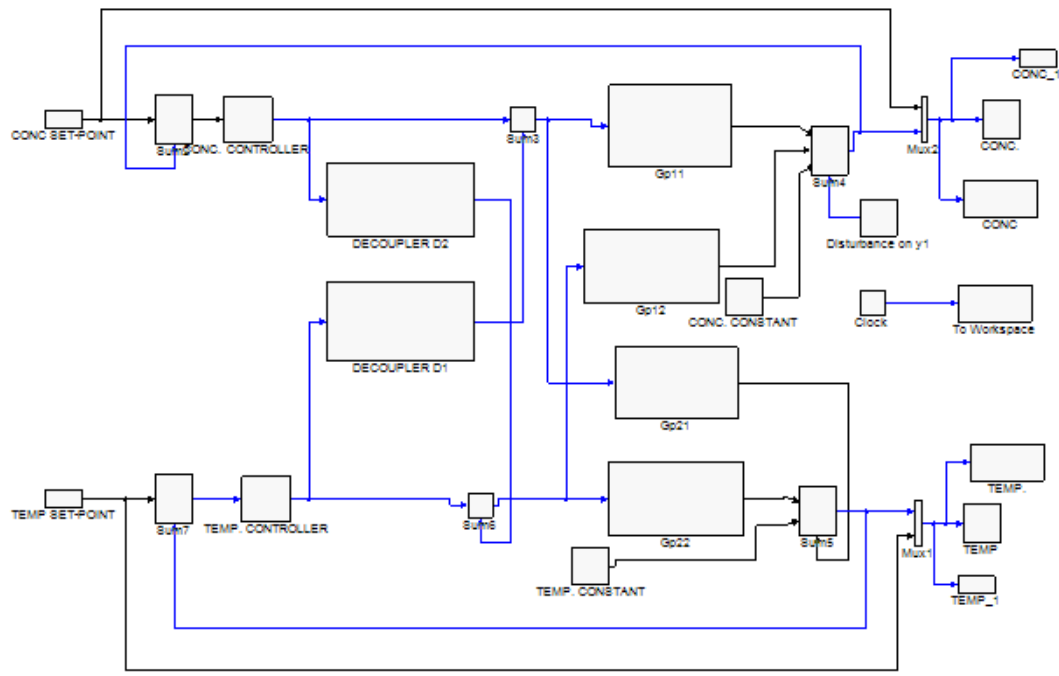 CONC_1
CONC SET-POINT
CONC. CONTROLLER
Sum3
Gp11
Sum4
Mux2
CONC.
DECOUPLER D2
Disturbance on y1
CONC
Gp12
CONC. CONSTANT
Clock
To Workspace
DECOUPLER D1
Gp21
TEMP SET-POINT
Sum7
TEMP. CONTROLLER
Sum6
Gp22
Sum5
Mux1
TEMP.
TEMP
TEMP. CONSTANT
TEMP_1